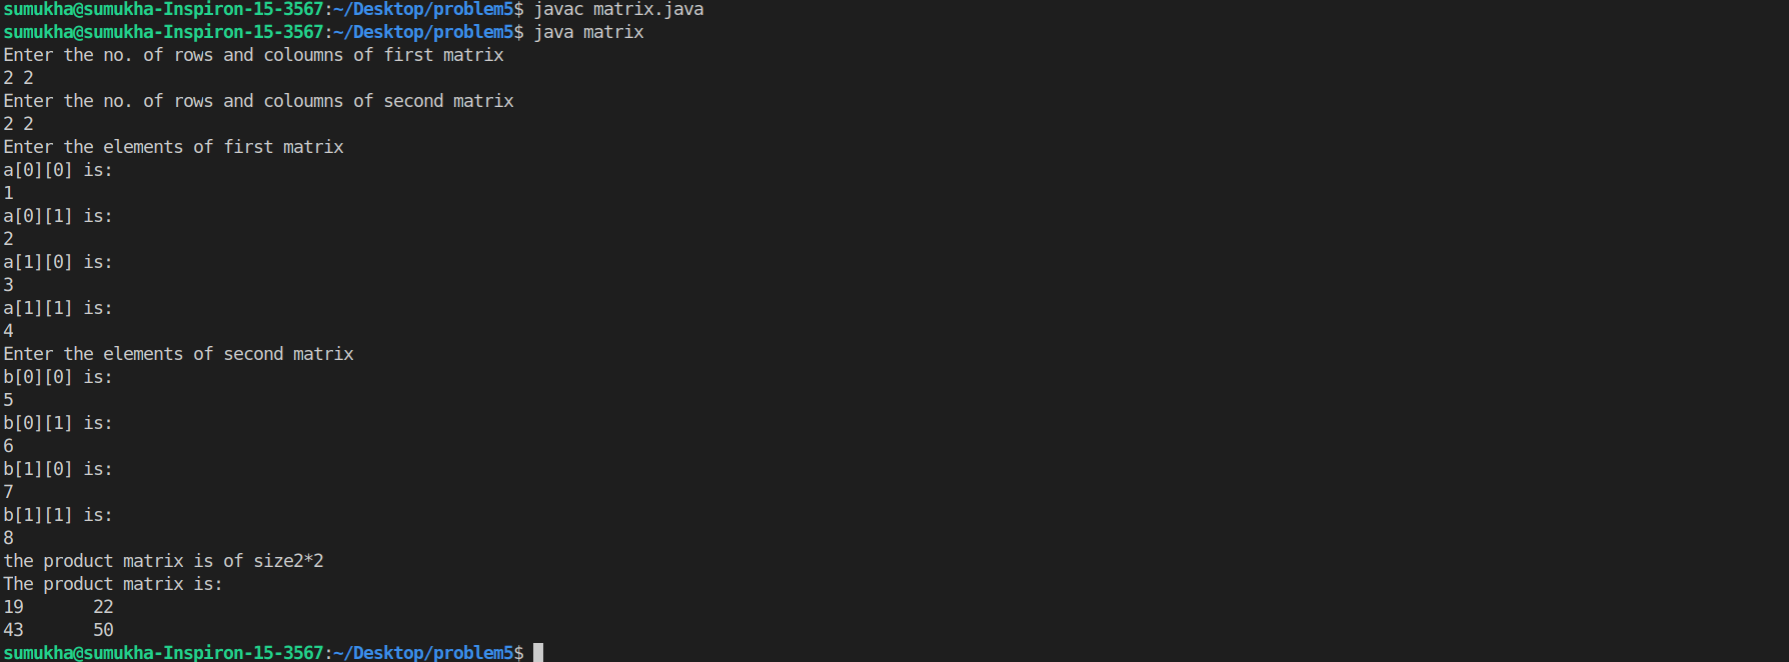 sumukha@sumukha-Inspiron-15-3567:~/Desktop/problem5$ javac matrix.java
sumukha@sumukha-Inspiron-15-3567:~/Desktop/problem5$ java matrix
Enter the no. of rows and coloumns of first matrix
2 2
Enter the no. of rows and coloumns of second matrix
2 2
Enter the elements of first matrix
a[0][0] is:
1
a[0][1] is:
2
a[1][0] is:
3
a[1][1] is:
4
Enter the elements of second matrix
b[0][0] is:
5
b[0][1] is:
6
b[1][0] is:
7
b[1][1] is:
8
the product matrix is of size2*2
The product matrix is:
19       22
43       50
sumukha@sumukha-Inspiron-15-3567:~/Desktop/problem5$